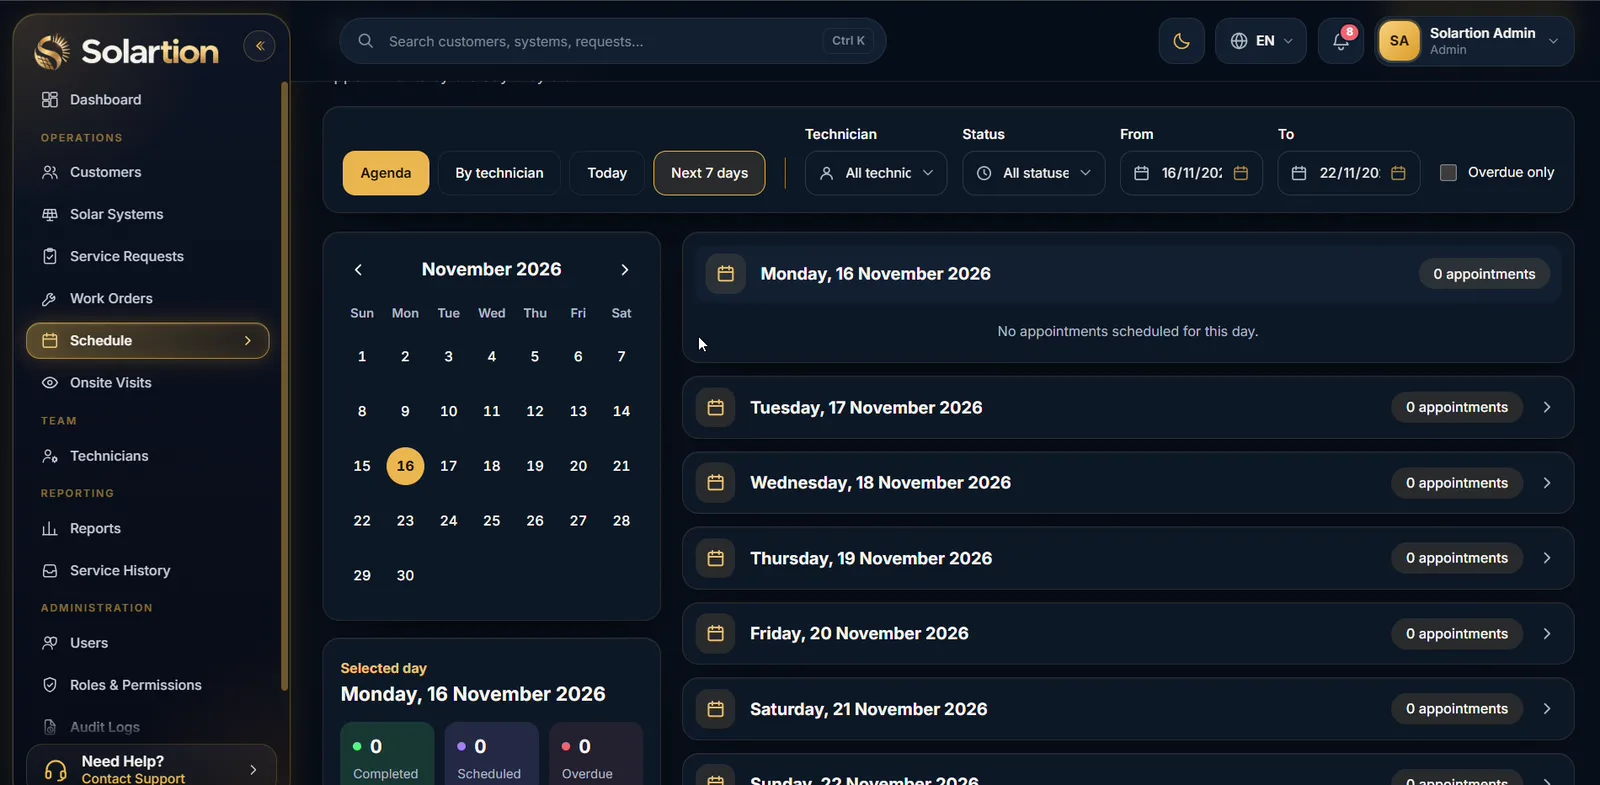 Solartion
Dashboard
OPERATIONS
Customers
Solar Systems
Service Requests
Work Orders
Schedule
Onsite Visits
TEAM
Technicians
REPORTING
Reports
Service History
ADMINISTRATION
Users
Roles & Permissions
Audit Logs
Need Help?
Contact Support
Search customers, systems, requests...
Ctrl K
EN
8
SA
Solartion Admin
Admin
Agenda
By technician
Today
Next 7 days
Technician
All technic
Status
All statuse
From
16/11/202
To
22/11/20
Overdue only
November 2026
Sun Mon Tue Wed Thu Fri Sat
1 2 3 4 5 6 7
8 9 10 11 12 13 14
15 16 17 18 19 20 21
22 23 24 25 26 27 28
29 30
Selected day
Monday, 16 November 2026
0
Completed
0
Scheduled
0
Overdue
Monday, 16 November 2026
0 appointments
No appointments scheduled for this day.
Tuesday, 17 November 2026
0 appointments
Wednesday, 18 November 2026
0 appointments
Thursday, 19 November 2026
0 appointments
Friday, 20 November 2026
0 appointments
Saturday, 21 November 2026
0 appointments
Sunday, 22 November 2026
0 appointments